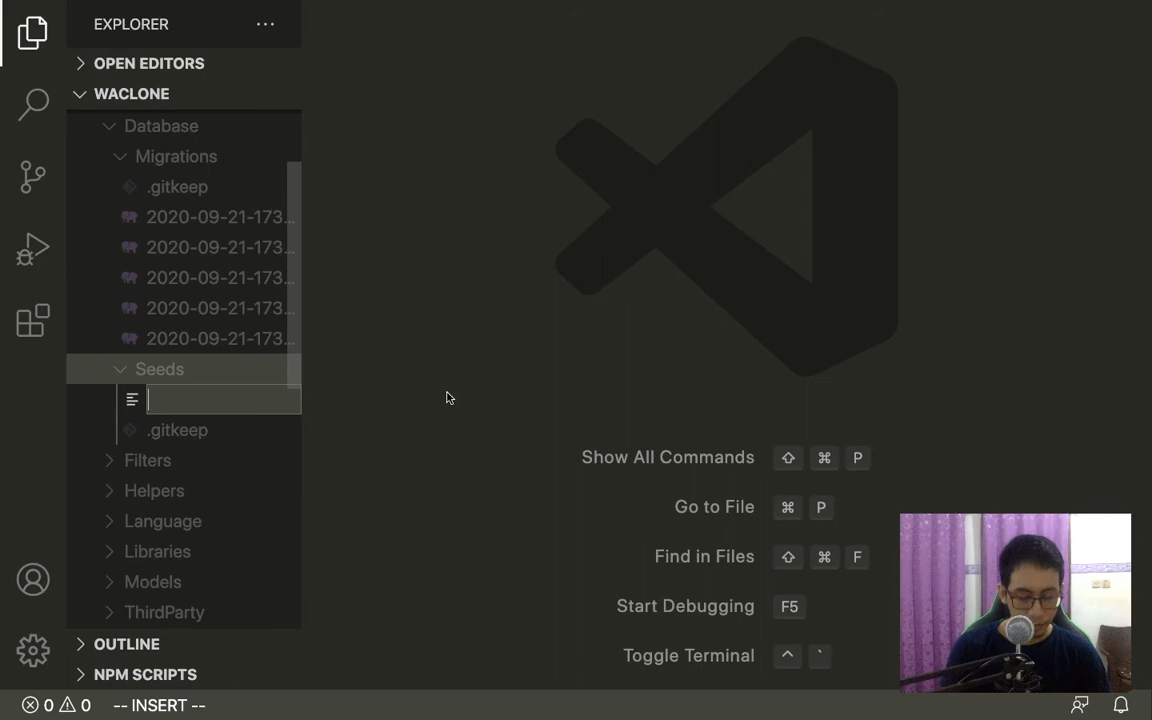 EXPLORER
OPEN EDITORS
WACLONE
Database
Migrations
.gitkeep
2020-09-21-173...
2020-09-21-173...
2020-09-21-173...
2020-09-21-173...
2020-09-21-173...
Seeds
.gitkeep
Filters
Helpers
Language
Libraries
Models
ThirdParty
OUTLINE
NPM SCRIPTS
Show All Commands ⇧ ⌘ P
Go to File ⌘ P
Find in Files ⇧ ⌘ F
Start Debugging F5
Toggle Terminal ^ `
0 0 -- INSERT --